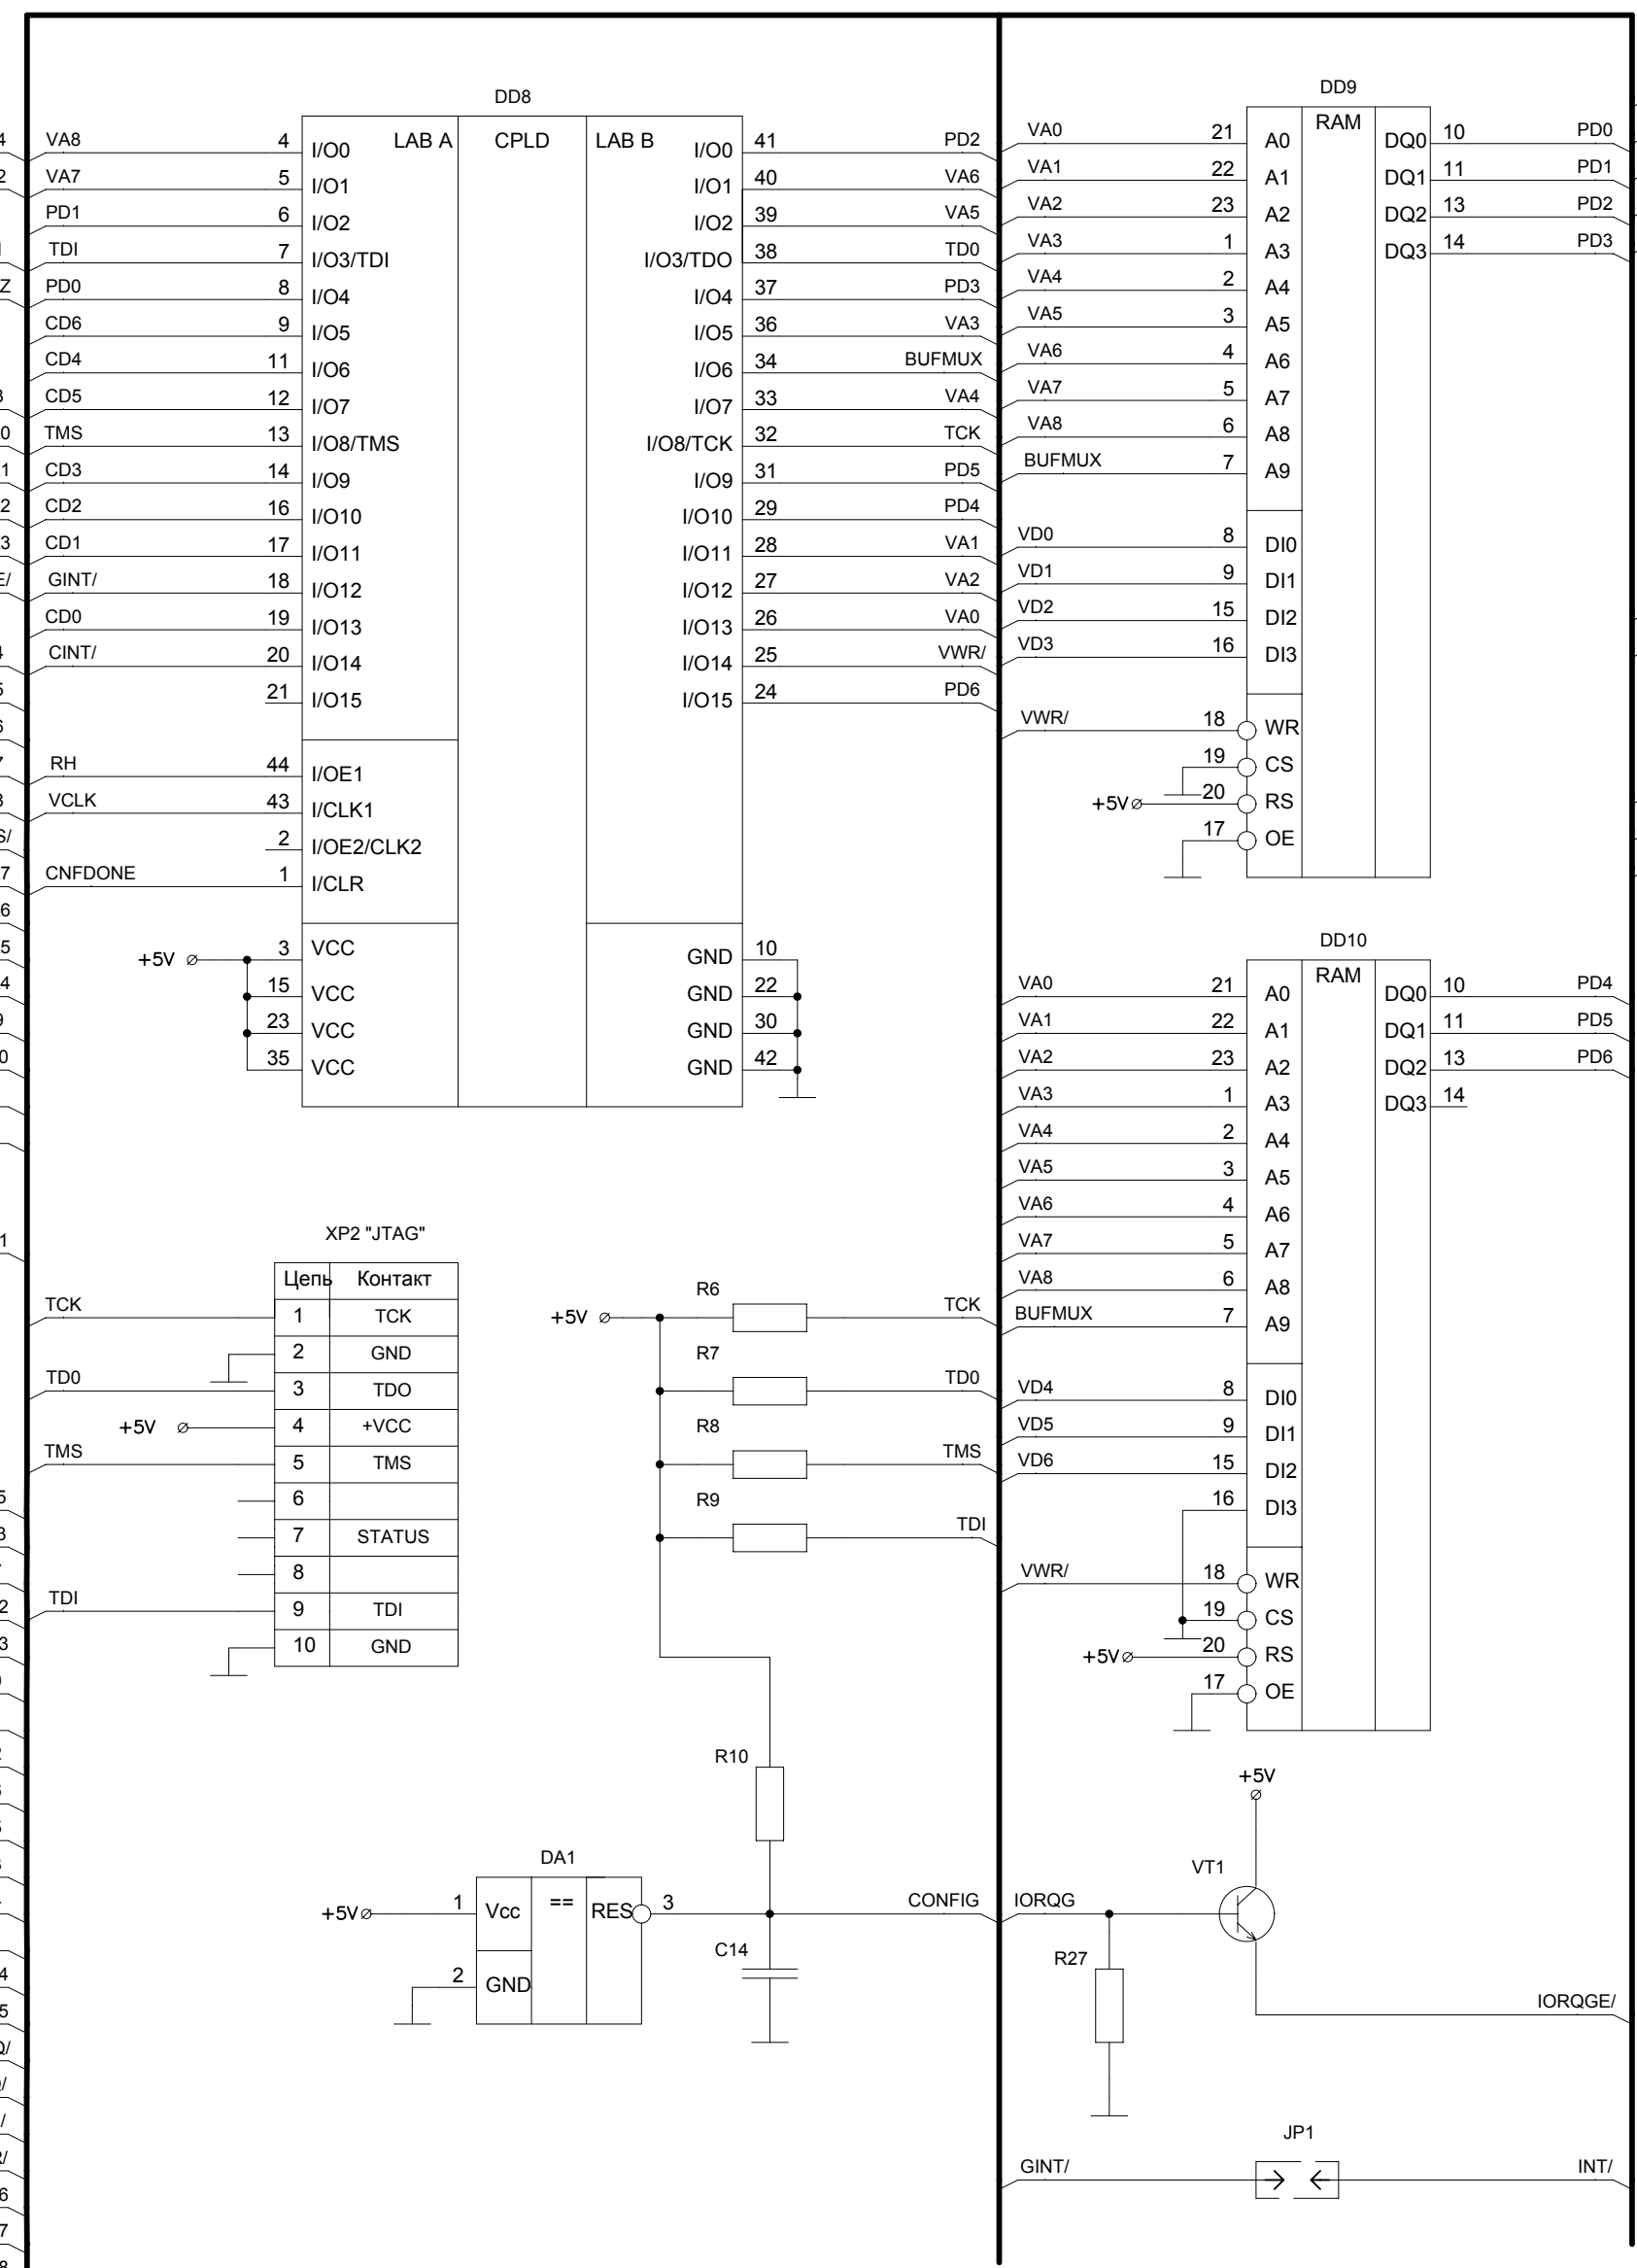 DD8
LAB A CPLD LAB B
VA8 4 I/O0 I/O0 41 PD2
VA7 5 I/O1 I/O1 40 VA6
PD1 6 I/O2 I/O2 39 VA5
TDI 7 I/O3/TDI I/O3/TDO 38 TD0
PD0 8 I/O4 I/O4 37 PD3
CD6 9 I/O5 I/O5 36 VA3
CD4 11 I/O6 I/O6 34 BUFMUX
CD5 12 I/O7 I/O7 33 VA4
TMS 13 I/O8/TMS I/O8/TCK 32 TCK
CD3 14 I/O9 I/O9 31 PD5
CD2 16 I/O10 I/O10 29 PD4
CD1 17 I/O11 I/O11 28 VA1
GINT/ 18 I/O12 I/O12 27 VA2
CD0 19 I/O13 I/O13 26 VA0
CINT/ 20 I/O14 I/O14 25 VWR/
21 I/O15 I/O15 24 PD6
RH 44 I/OE1
VCLK 43 I/CLK1
2 I/OE2/CLK2
CNFDONE 1 I/CLR
+5V 3 VCC GND 10
15 VCC GND 22
23 VCC GND 30
35 VCC GND 42
XP2 "JTAG"
Цепь Контакт
TCK 1 TCK
2 GND
TD0 3 TDO
+5V 4 +VCC
TMS 5 TMS
6
7 STATUS
8
TDI 9 TDI
10 GND
R6
+5V TCK
R7
TD0
R8
TMS
R9
TDI
R10
DA1
+5V 1 Vcc == RES 3 CONFIG
2 GND
C14
DD9
RAM
VA0 21 A0 DQ0 10 PD0
VA1 22 A1 DQ1 11 PD1
VA2 23 A2 DQ2 13 PD2
VA3 1 A3 DQ3 14 PD3
VA4 2 A4
VA5 3 A5
VA6 4 A6
VA7 5 A7
VA8 6 A8
BUFMUX 7 A9
VD0 8 DI0
VD1 9 DI1
VD2 15 DI2
VD3 16 DI3
VWR/ 18 WR
19 CS
+5V 20 RS
17 OE
DD10
RAM
VA0 21 A0 DQ0 10 PD4
VA1 22 A1 DQ1 11 PD5
VA2 23 A2 DQ2 13 PD6
VA3 1 A3 DQ3 14
VA4 2 A4
VA5 3 A5
VA6 4 A6
VA7 5 A7
VA8 6 A8
BUFMUX 7 A9
VD4 8 DI0
VD5 9 DI1
VD6 15 DI2
16 DI3
VWR/ 18 WR
19 CS
+5V 20 RS
17 OE
+5V
VT1
IORQG
R27
IORQGE/
JP1
GINT/ INT/